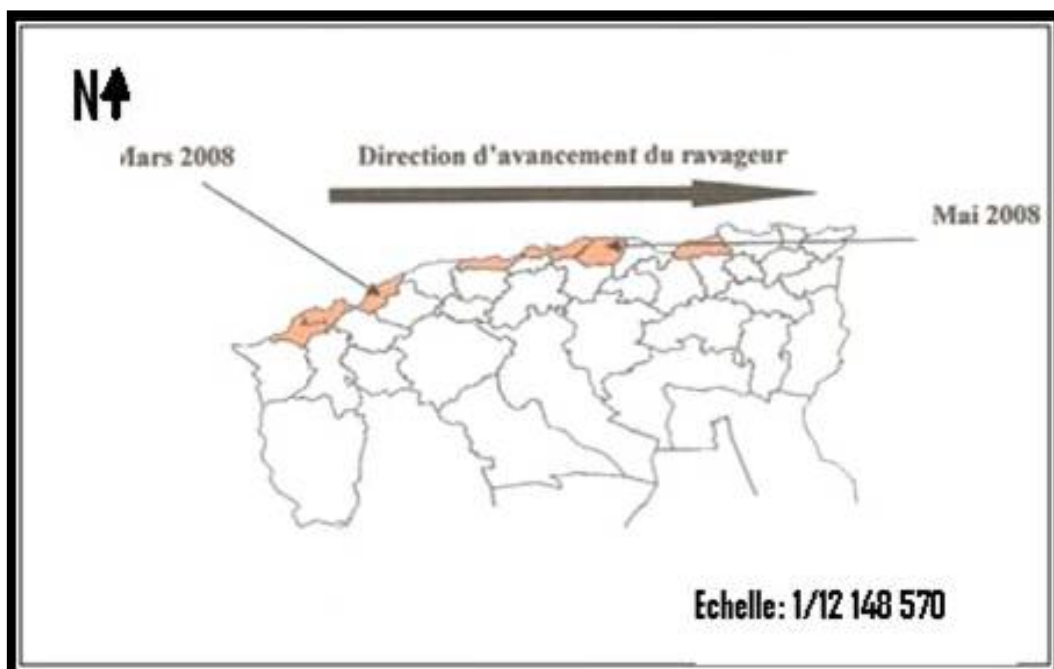 N
Mars 2008
Direction d'avancement du ravageur
Mai 2008
Echelle: 1/12 148 570